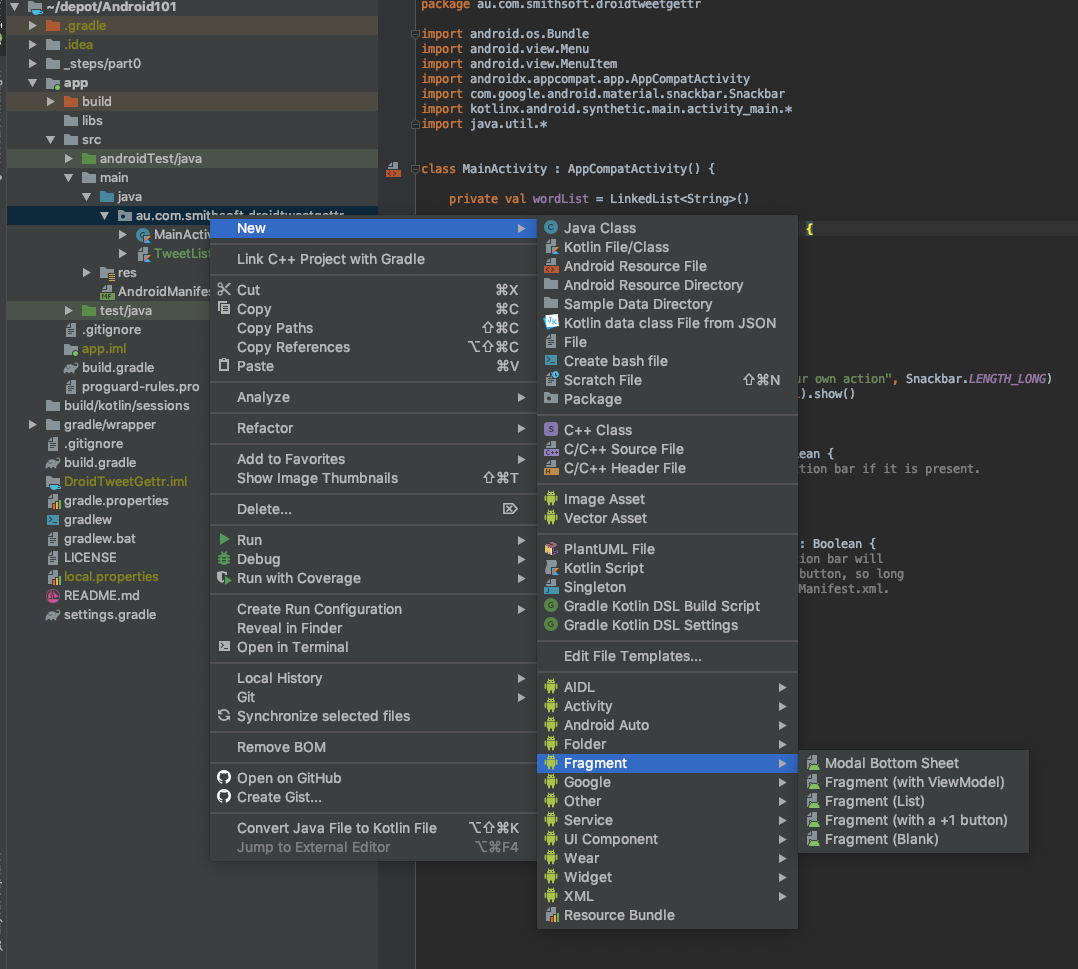 ~/depot/Android101
.gradle
.idea
_steps/part0
app
build
libs
src
androidTest/java
main
java
au.com.smithsoft.droidtweetgettr
MainActiv
TweetList
res
AndroidManifes
test/java
.gitignore
app.iml
build.gradle
proguard-rules.pro
build/kotlin/sessions
gradle/wrapper
.gitignore
build.gradle
DroidTweetGettr.iml
gradle.properties
gradlew
gradlew.bat
LICENSE
local.properties
README.md
settings.gradle
package au.com.smithsoft.droidtweetgettr
import android.os.Bundle
import android.view.Menu
import android.view.MenuItem
import androidx.appcompat.app.AppCompatActivity
import com.google.android.material.snackbar.Snackbar
import kotlinx.android.synthetic.main.activity_main.*
import java.util.*
class MainActivity : AppCompatActivity() {
private val wordList = LinkedList<String>()
{
ur own action", Snackbar.LENGTH_LONG)
).show()
lean {
tion bar if it is present.
: Boolean {
ion bar will
button, so long
Manifest.xml.
New
Link C++ Project with Gradle
Cut ⌘X
Copy ⌘C
Copy Paths ⇧⌘C
Copy References ⌥⇧⌘C
Paste ⌘V
Analyze
Refactor
Add to Favorites
Show Image Thumbnails ⇧⌘T
Delete... ⌦
Run
Debug
Run with Coverage
Create Run Configuration
Reveal in Finder
Open in Terminal
Local History
Git
Synchronize selected files
Remove BOM
Open on GitHub
Create Gist...
Convert Java File to Kotlin File ⌥⇧⌘K
Jump to External Editor ⌥⌘F4
Java Class
Kotlin File/Class
Android Resource File
Android Resource Directory
Sample Data Directory
Kotlin data class File from JSON
File
Create bash file
Scratch File ⇧⌘N
Package
C++ Class
C/C++ Source File
C/C++ Header File
Image Asset
Vector Asset
PlantUML File
Kotlin Script
Singleton
Gradle Kotlin DSL Build Script
Gradle Kotlin DSL Settings
Edit File Templates...
AIDL
Activity
Android Auto
Folder
Fragment
Google
Other
Service
UI Component
Wear
Widget
XML
Resource Bundle
Modal Bottom Sheet
Fragment (with ViewModel)
Fragment (List)
Fragment (with a +1 button)
Fragment (Blank)